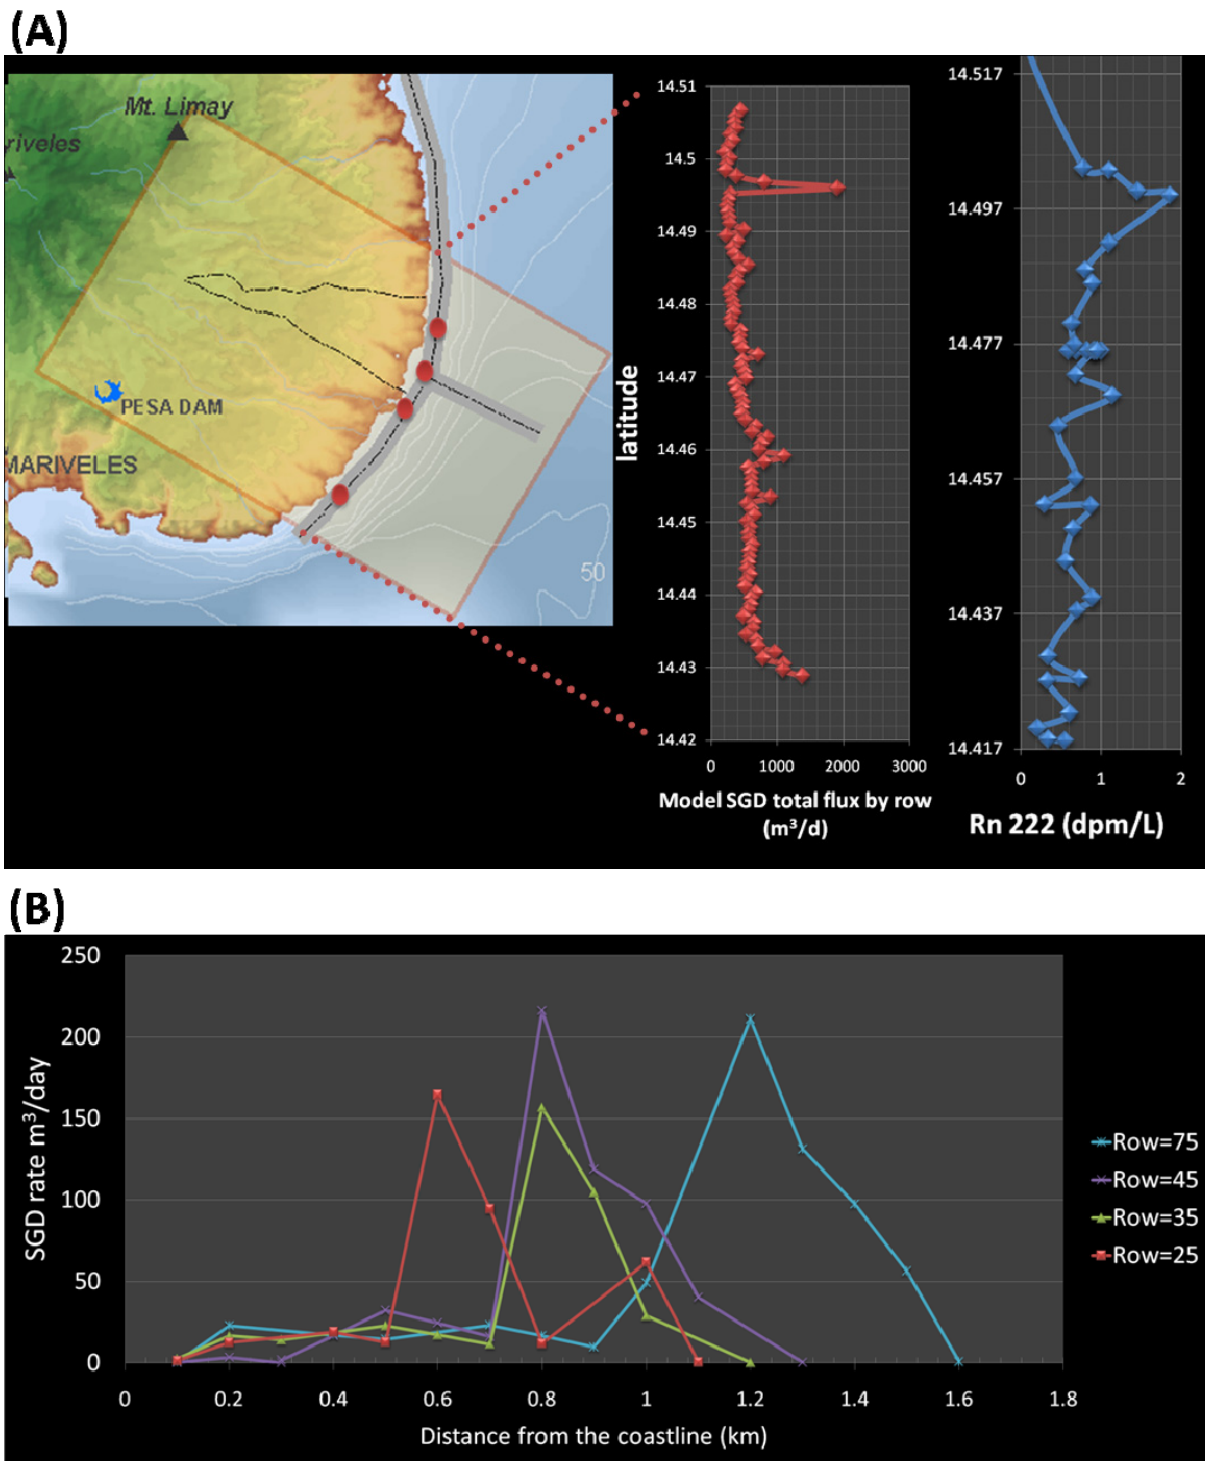 (A)
Mt. Limay
riveles
PESA DAM
MARIVELES
50
latitude
14.51
14.5
14.49
14.48
14.47
14.46
14.45
14.44
14.43
14.42
0 1000 2000 3000
Model SGD total flux by row
(m³/d)
14.517
14.497
14.477
14.457
14.437
14.417
0 1 2
Rn 222 (dpm/L)
(B)
SGD rate m³/day
250
200
150
100
50
0
0 0.2 0.4 0.6 0.8 1 1.2 1.4 1.6 1.8
Distance from the coastline (km)
Row=75
Row=45
Row=35
Row=25